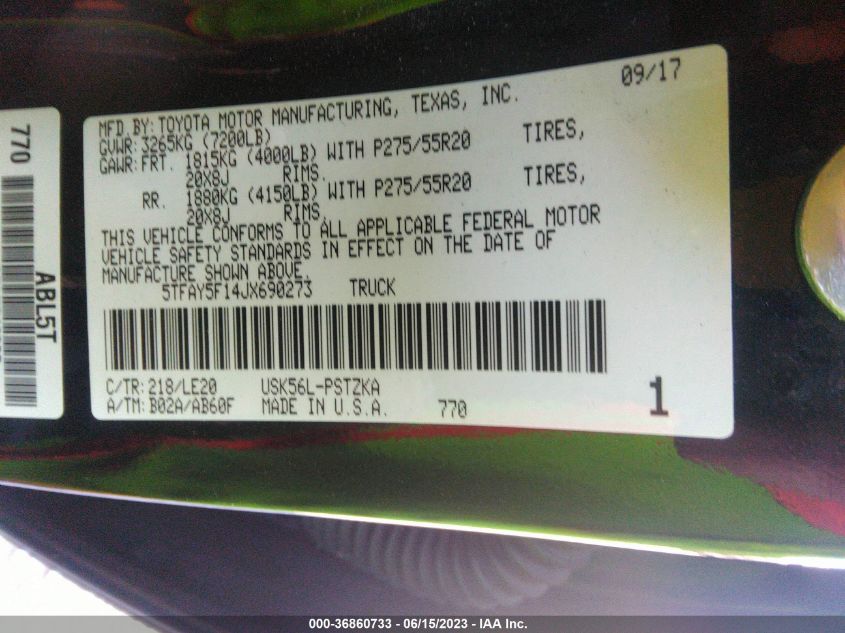 09/17
MFD.BY:TOYOTA MOTOR MANUFACTURING, TEXAS, INC.
GVWR:3265KG (7200LB)
GAWR:FRT. 1815KG (4000LB) WITH P275/55R20 TIRES,
20X8J RIMS.
RR. 1880KG (4150LB) WITH P275/55R20 TIRES,
20X8J RIMS.
THIS VEHICLE CONFORMS TO ALL APPLICABLE FEDERAL MOTOR
VEHICLE SAFETY STANDARDS IN EFFECT ON THE DATE OF
MANUFACTURE SHOWN ABOVE.
5TFAY5F14JX690273 TRUCK
C/TR:218/LE20 USK56L-PSTZKA
A/TM:B02A/AB60F MADE IN U.S.A. 770
1
770
ABL5T
000-36860733 - 06/15/2023 - IAA Inc.